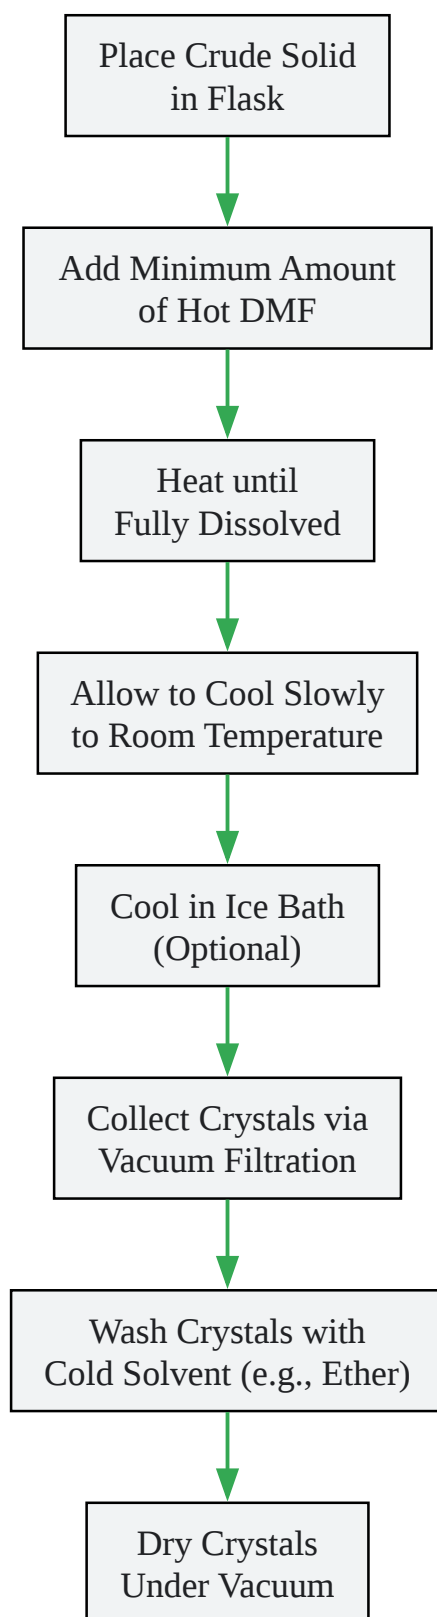 Place Crude Solid
in Flask
Add Minimum Amount
of Hot DMF
Heat until
Fully Dissolved
Allow to Cool Slowly
to Room Temperature
Cool in Ice Bath
(Optional)
Collect Crystals via
Vacuum Filtration
Wash Crystals with
Cold Solvent (e.g., Ether)
Dry Crystals
Under Vacuum